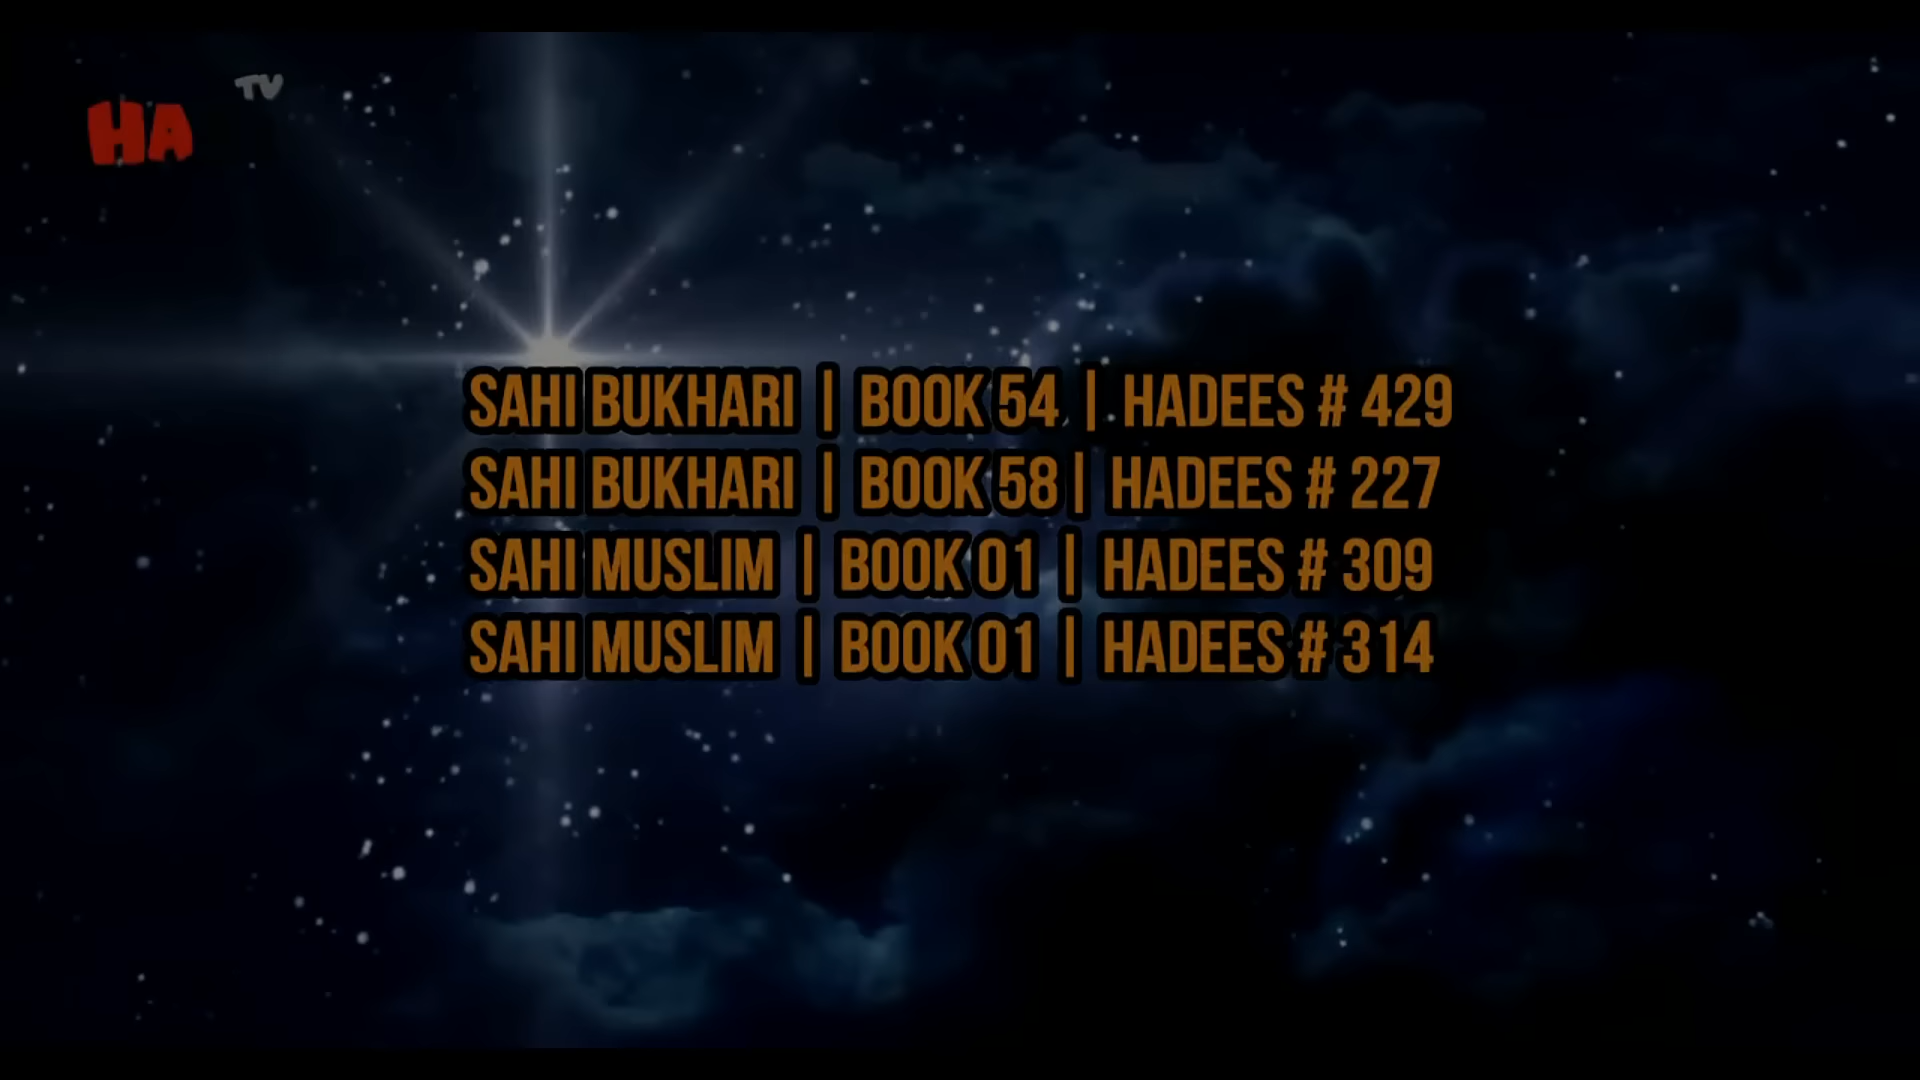 TV
HA
SAHI BUKHARI | BOOK 54 | HADEES # 429
SAHI BUKHARI | BOOK 58 | HADEES # 227
SAHI MUSLIM | BOOK 01 | HADEES # 309
SAHI MUSLIM | BOOK 01 | HADEES # 314